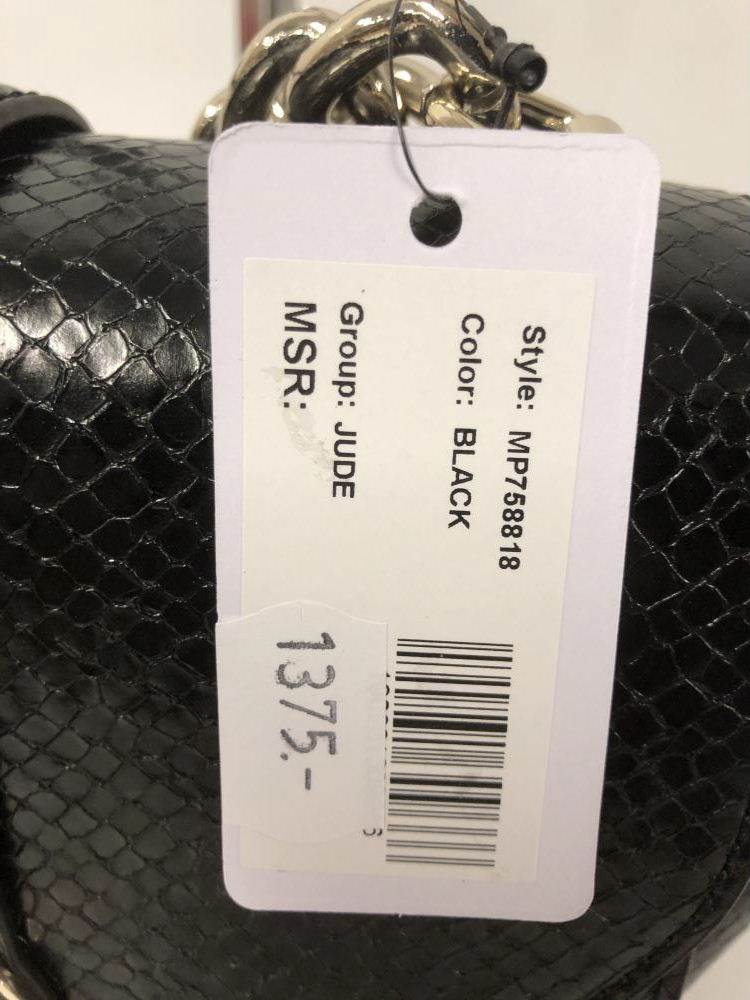 Style: MP758818
Color: BLACK
Group: JUDE
MSR:
1375.-